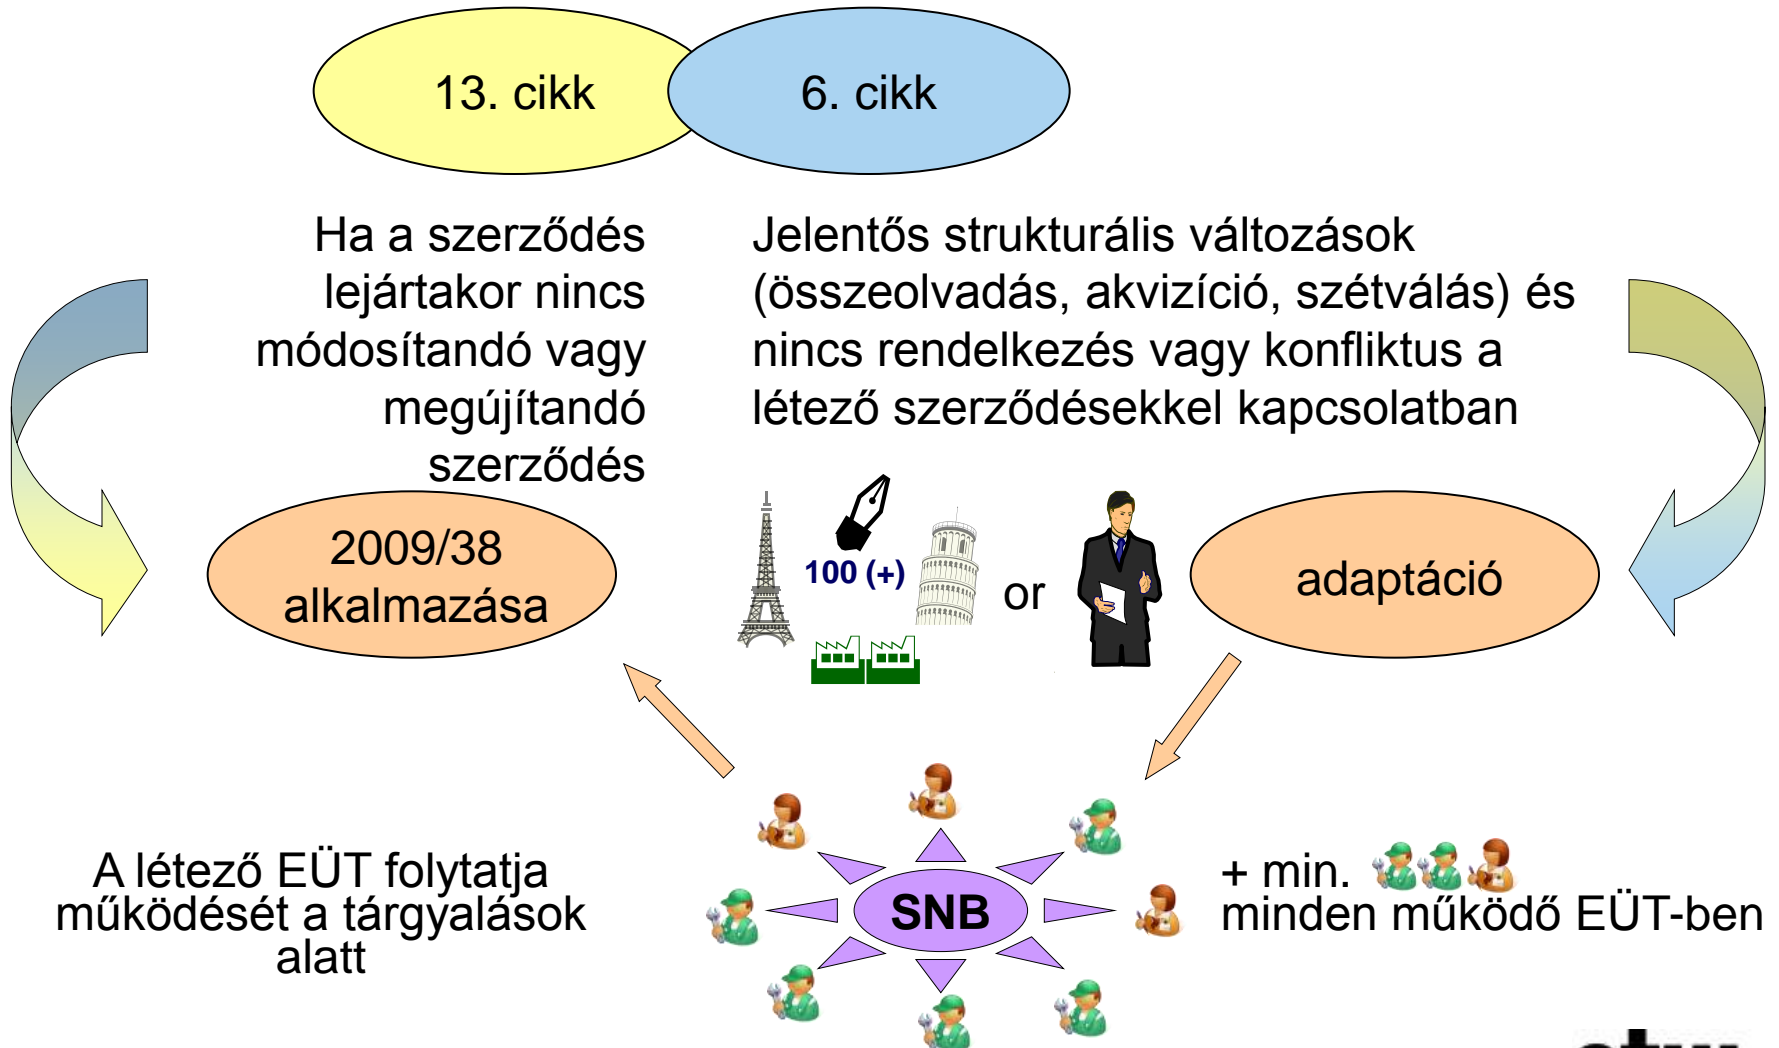 13. cikk
6. cikk
Ha a szerződés
lejártakor nincs
módosítandó vagy
megújítandó
szerződés
Jelentős strukturális változások
(összeolvadás, akvizíció, szétválás) és
nincs rendelkezés vagy konfliktus a
létező szerződésekkel kapcsolatban
2009/38
alkalmazása
100 (+)
or
adaptáció
A létező EÜT folytatja
működését a tárgyalások
alatt
SNB
+ min.
minden működő EÜT-ben